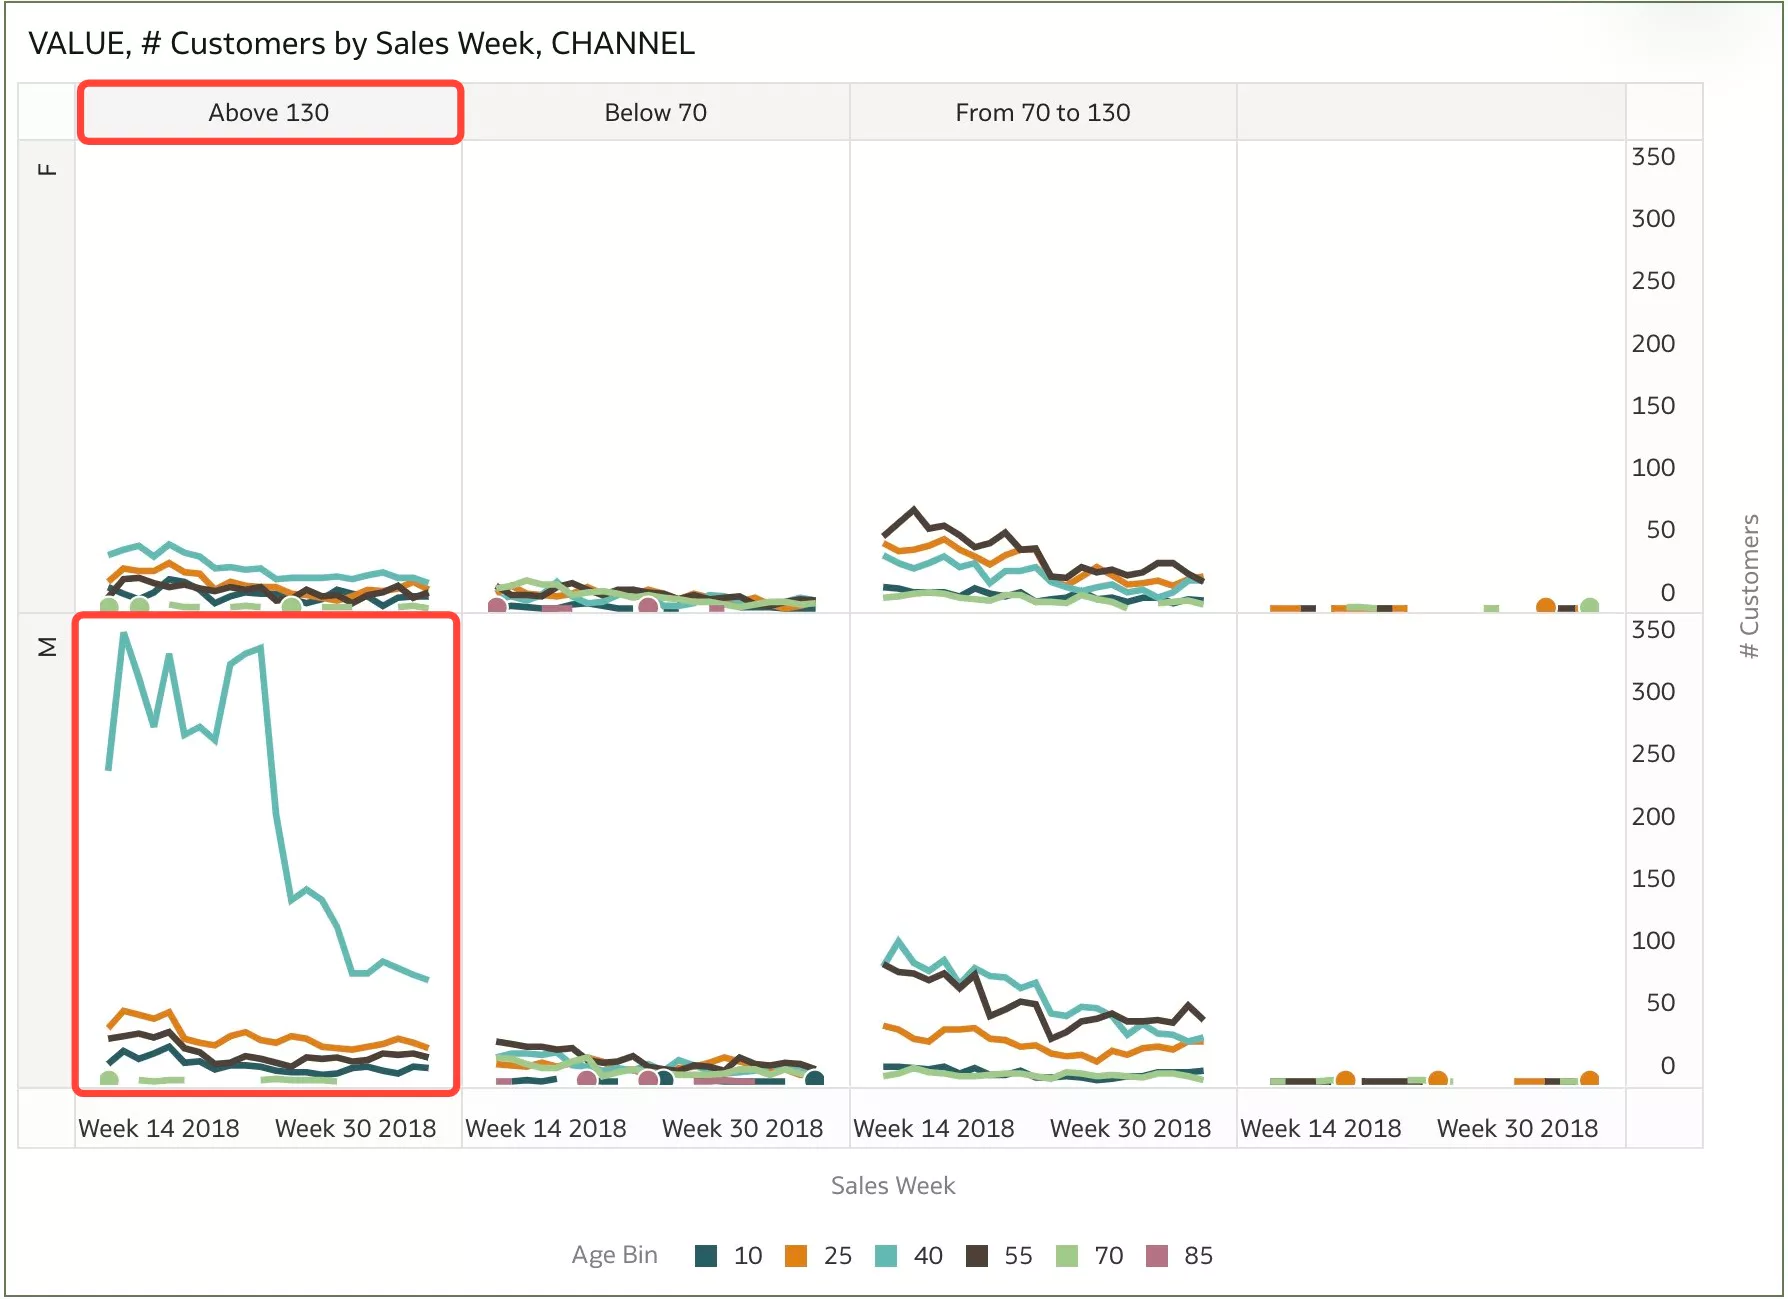 VALUE, # Customers by Sales Week, CHANNEL
Above 130 Below 70 From 70 to 130
F
350
300
250
200
150
100
50
0
# Customers
M
350
300
250
200
150
100
50
0
Week 14 2018 Week 30 2018 Week 14 2018 Week 30 2018 Week 14 2018 Week 30 2018 Week 14 2018 Week 30 2018
Sales Week
Age Bin 10 25 40 55 70 85